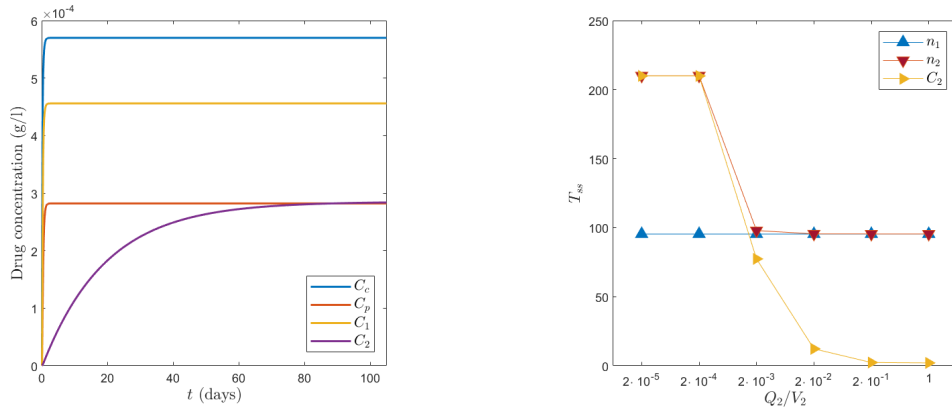 6 ×10⁻⁴
5
4
3
2
1
0
0 20 40 60 80 100
Drug concentration (g/l)
t (days)
C_c
C_p
C_1
C_2
250
200
150
100
50
0
2· 10⁻⁵ 2· 10⁻⁴ 2· 10⁻³ 2· 10⁻² 2· 10⁻¹ 1
T_ss
Q_2/V_2
n_1
n_2
C_2